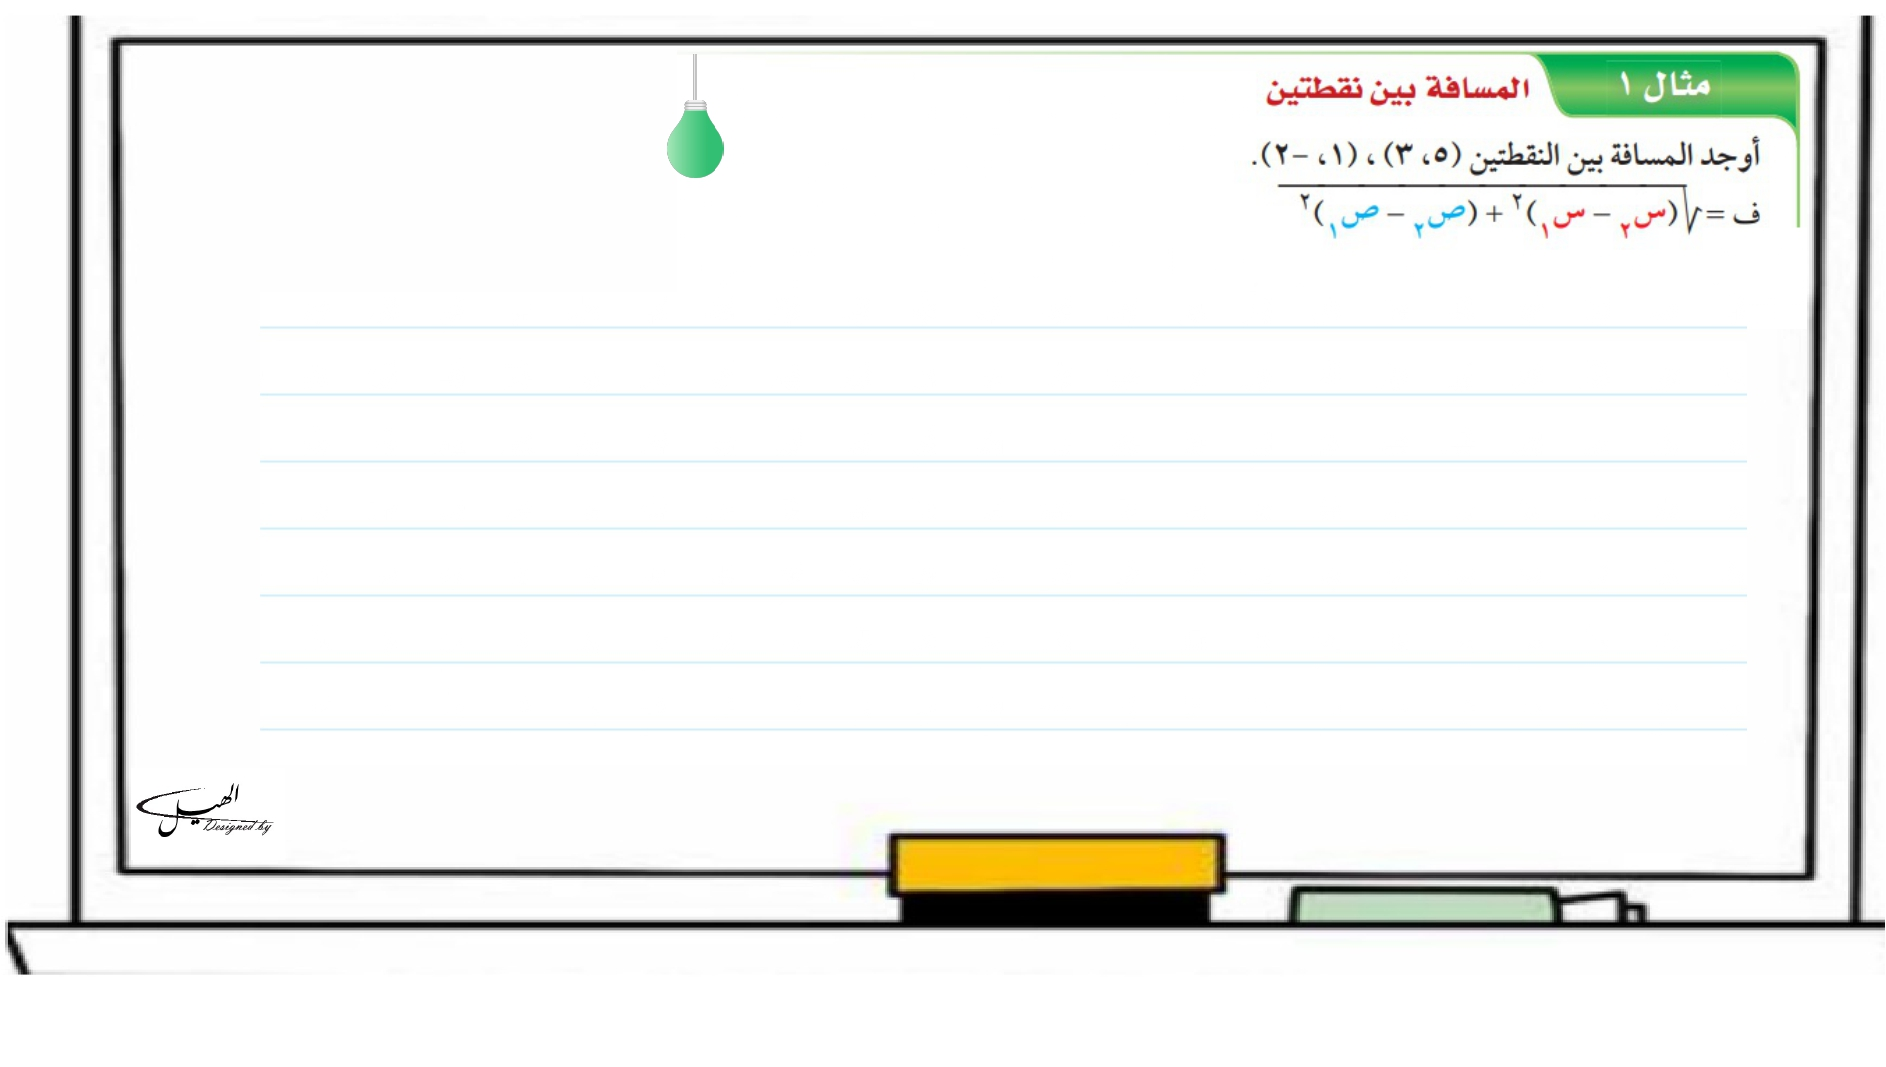 مثال ١
المسافة بين نقطتين
أوجد المسافة بين النقطتين (٥، ٣) ، (١، -٢).
ف = √(س٢ - س١)٢ + (ص٢ - ص١)٢
الهيل
Designed by